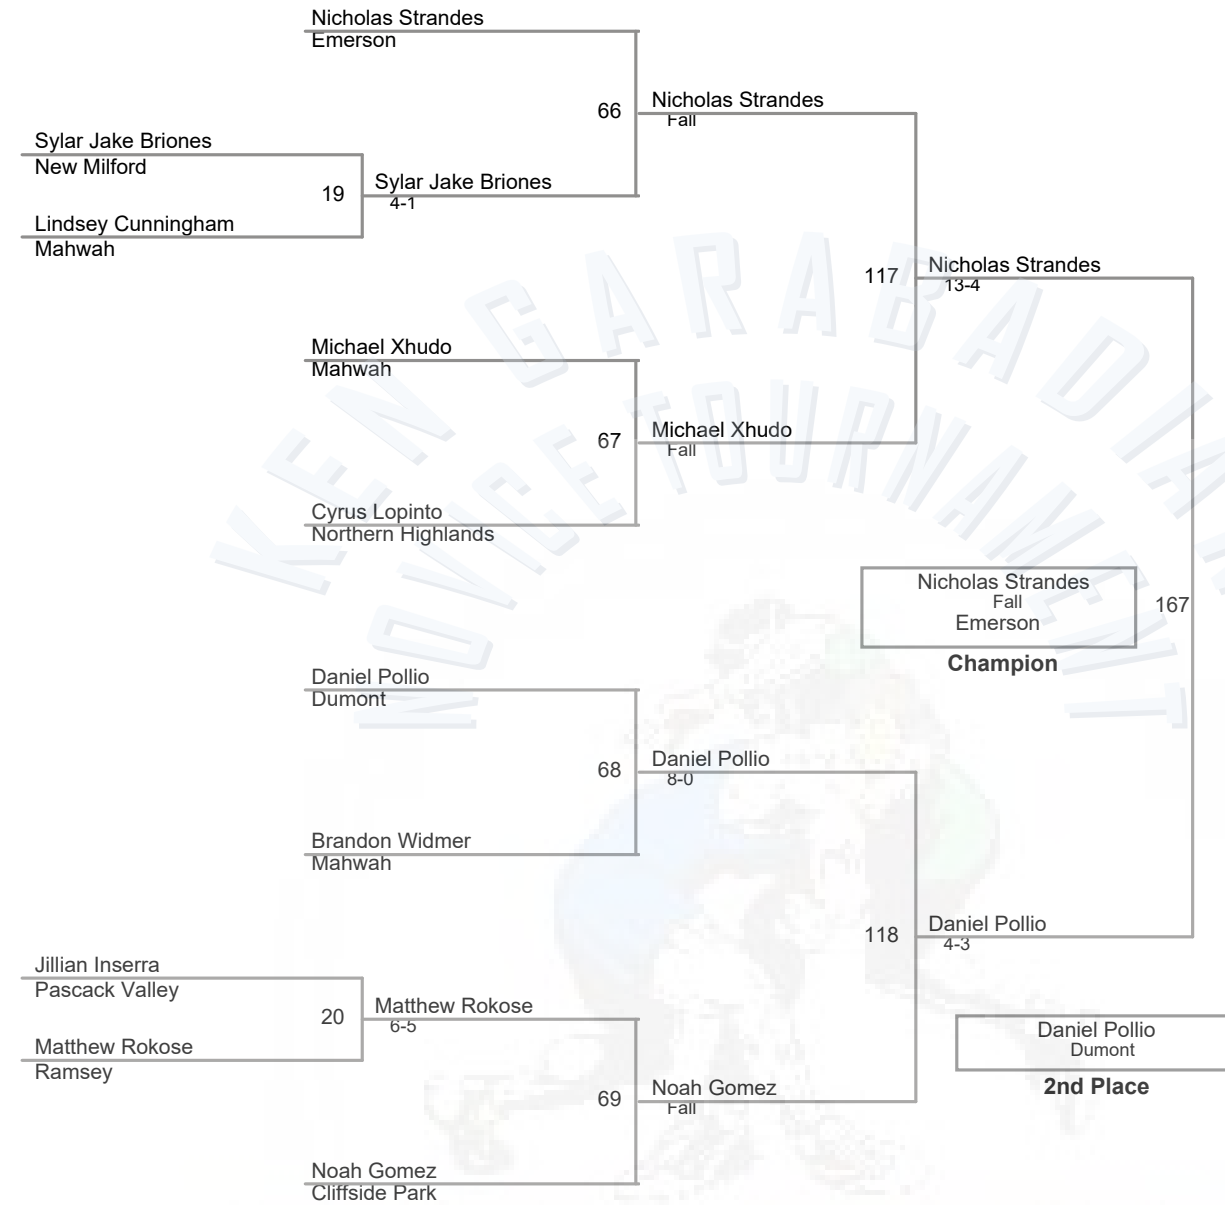 Nicholas Strandes
Emerson
66
Nicholas Strandes
Fall
Sylar Jake Briones
New Milford
19
Sylar Jake Briones
4-1
Lindsey Cunningham
Mahwah
117
Nicholas Strandes
13-4
Michael Xhudo
Mahwah
67
Michael Xhudo
Fall
Cyrus Lopinto
Northern Highlands
KEN GARABADIAN
NOVICE TOURNAMENT
Nicholas Strandes
Fall
Emerson
167
Champion
Daniel Pollio
Dumont
68
Daniel Pollio
8-0
Brandon Widmer
Mahwah
118
Daniel Pollio
4-3
Jillian Inserra
Pascack Valley
20
Matthew Rokose
6-5
Matthew Rokose
Ramsey
Daniel Pollio
Dumont
2nd Place
69
Noah Gomez
Fall
Noah Gomez
Cliffside Park